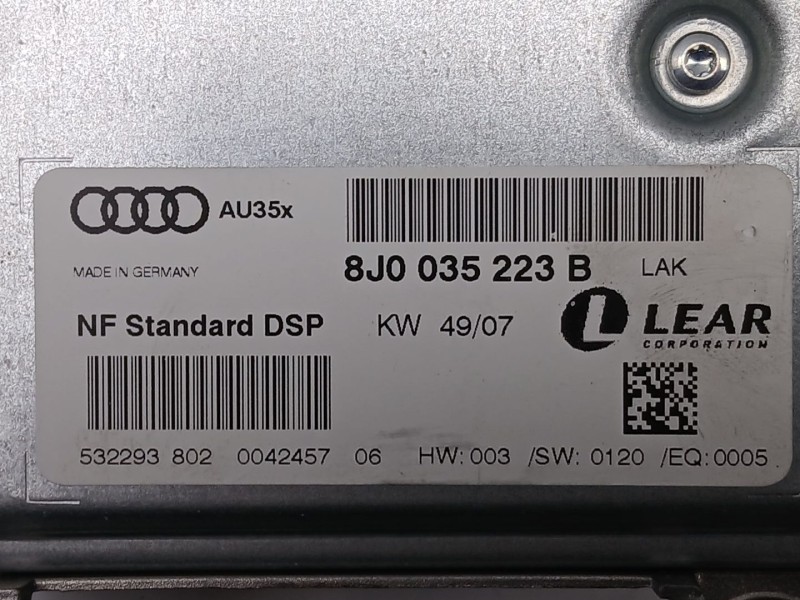 AU35x
MADE IN GERMANY
8J0 035 223 B LAK
NF Standard DSP KW 49/07
LEAR
CORPORATION
532293 802 0042457 06 HW: 003 /SW: 0120 /EQ:0005